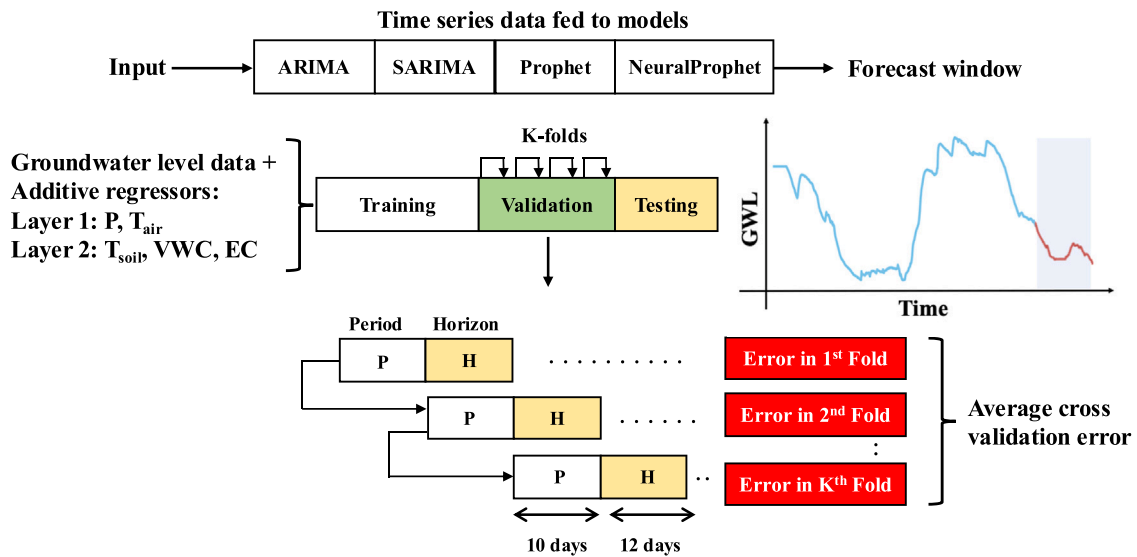 Time series data fed to models
Input
ARIMA
SARIMA
Prophet
NeuralProphet
Forecast window
Groundwater level data +
Additive regressors:
Layer 1: P, T_air
Layer 2: T_soil, VWC, EC
K-folds
Training
Validation
Testing
GWL
Time
Period
Horizon
P
H
. . . . . . . . . .
Error in 1st Fold
P
H
. . . . . .
Error in 2nd Fold
:
P
H
. .
Error in Kth Fold
Average cross
validation error
10 days
12 days